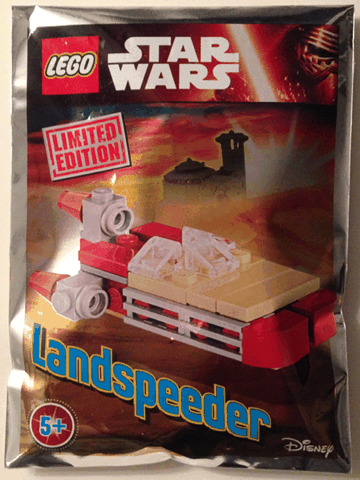 LEGO
STAR
WARS
LIMITED
EDITION
Landspeeder
5+
Disney